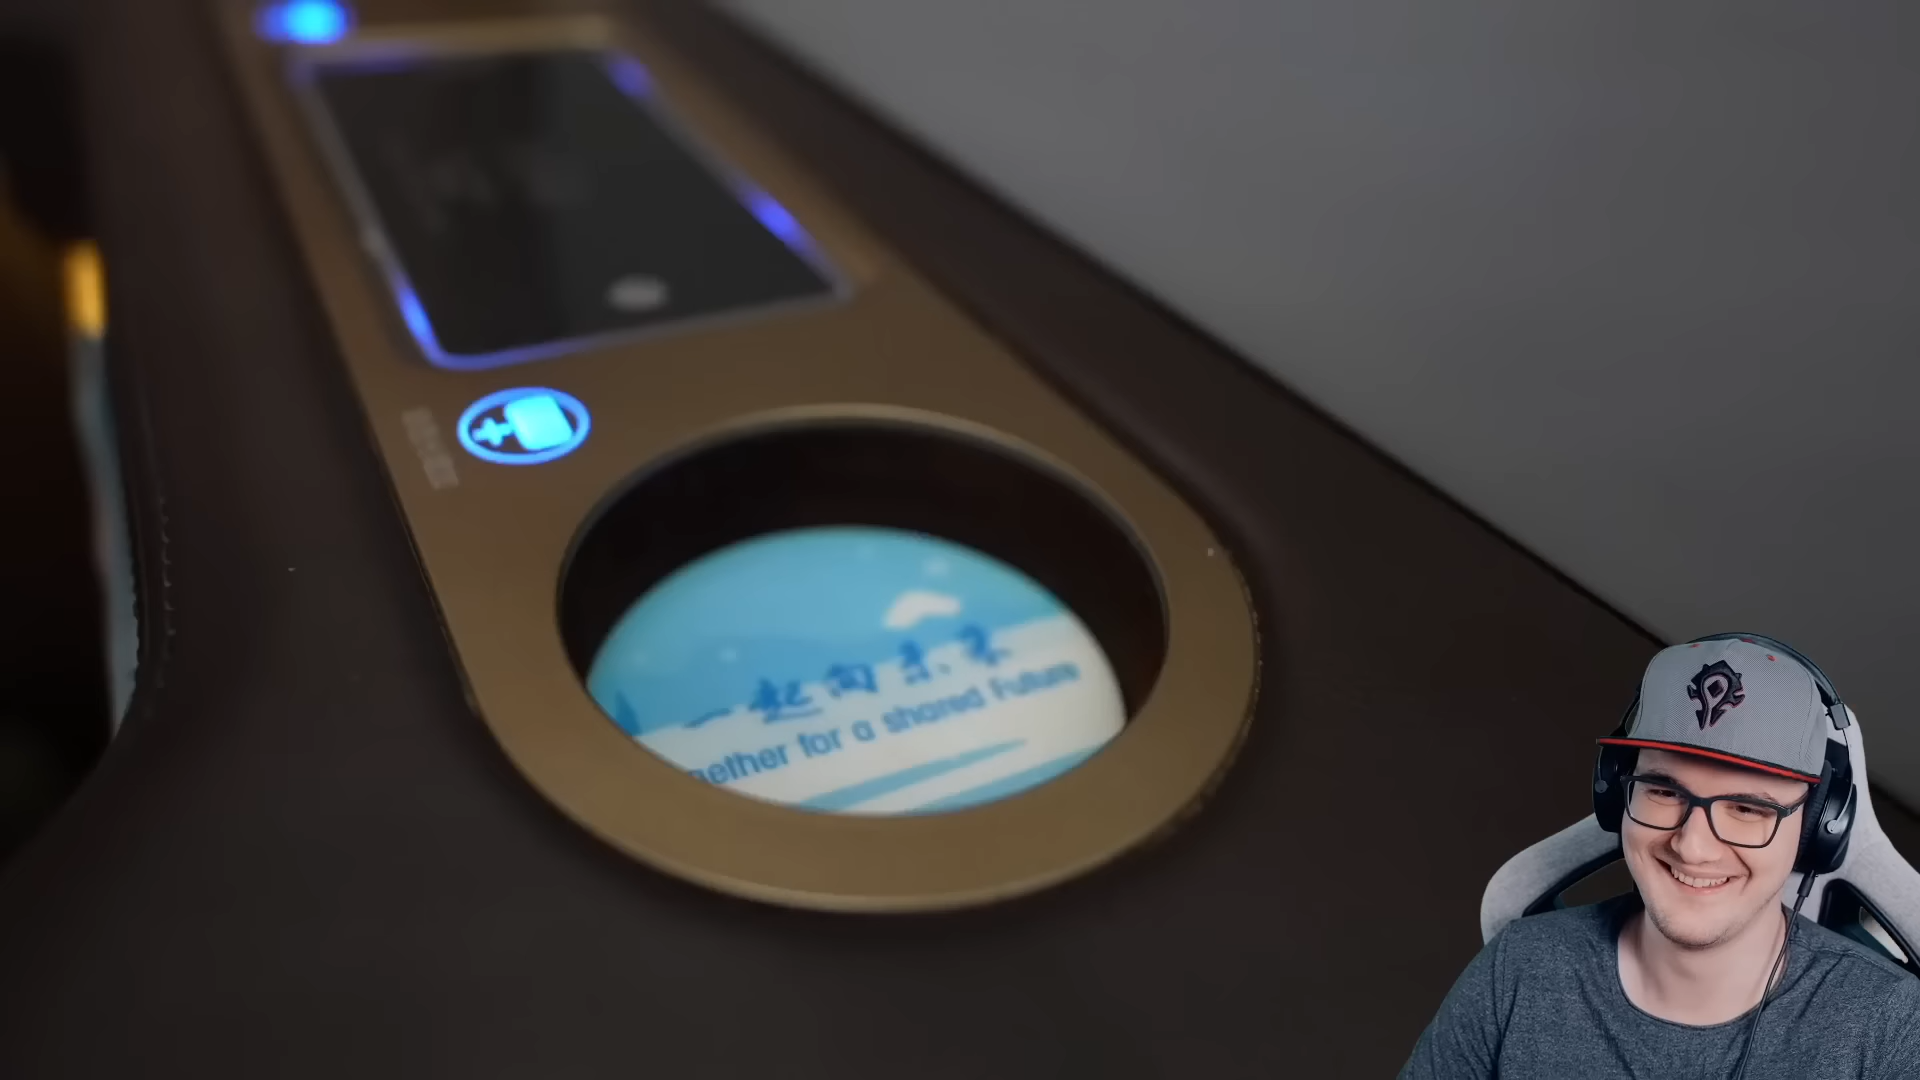 一起向未来
gether for a shared Future